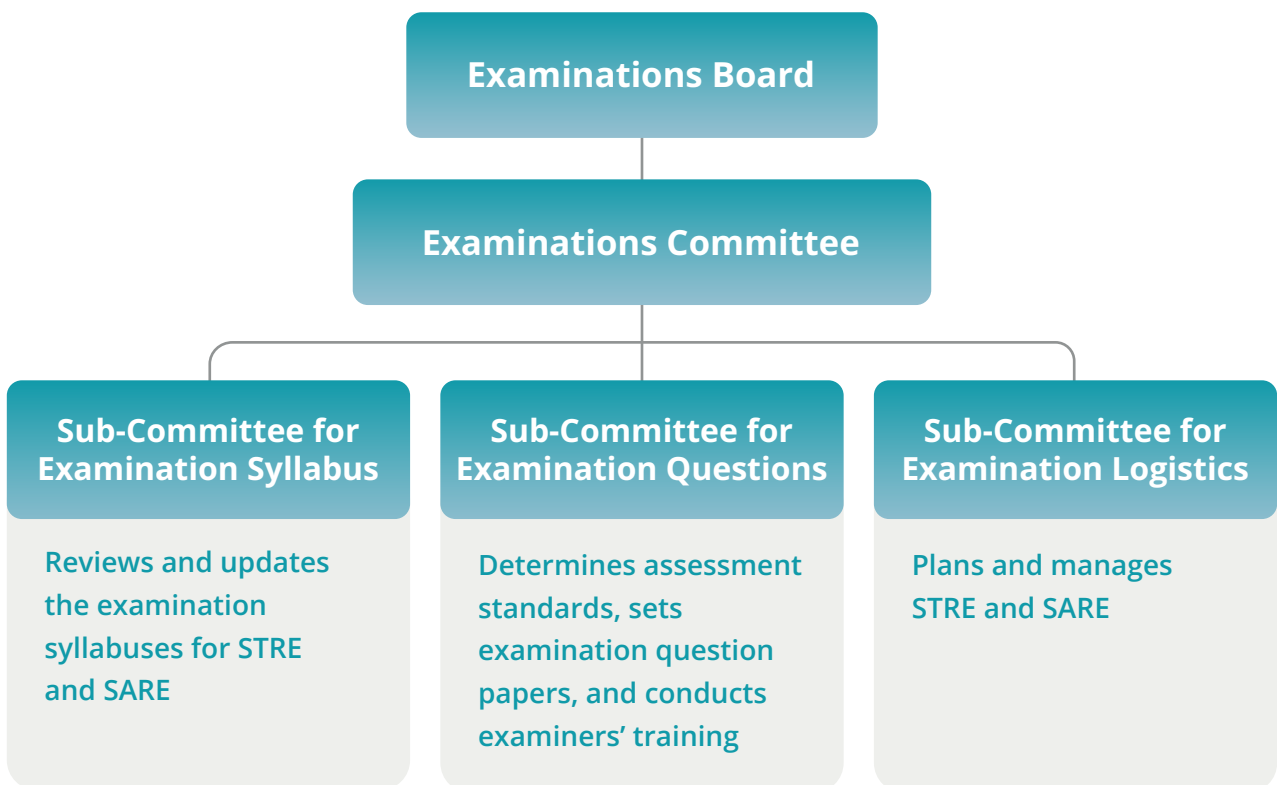 Examinations Board
Examinations Committee
Sub-Committee for
Examination Syllabus
Reviews and updates
the examination
syllabuses for STRE
and SARE
Sub-Committee for
Examination Questions
Determines assessment
standards, sets
examination question
papers, and conducts
examiners’ training
Sub-Committee for
Examination Logistics
Plans and manages
STRE and SARE